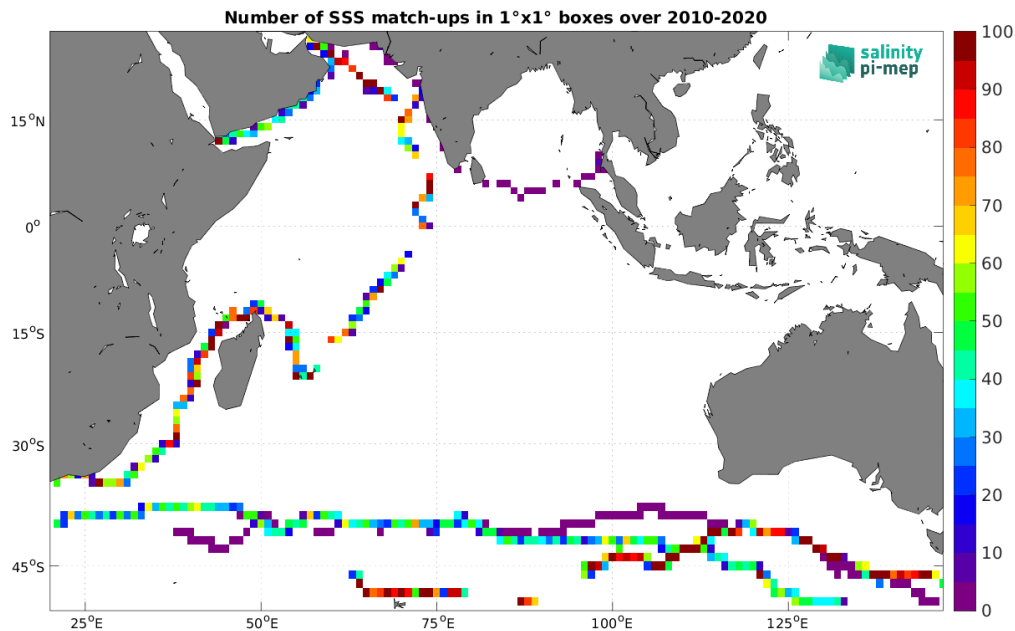 Number of SSS match-ups in 1°x1° boxes over 2010-2020
salinity
pi-mep
100
90
80
70
60
50
40
30
20
10
0
15°N
0°
15°S
30°S
45°S
25°E
50°E
75°E
100°E
125°E